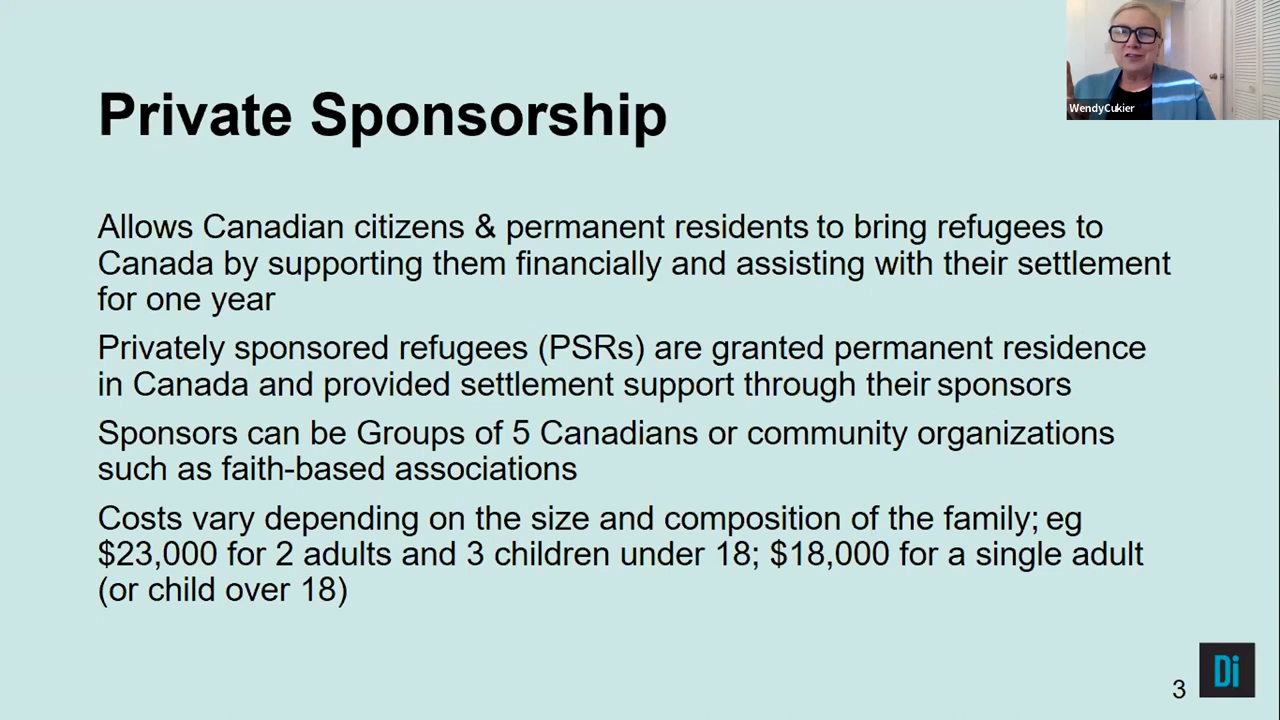 WendyCukier
Private Sponsorship
Allows Canadian citizens & permanent residents to bring refugees to
Canada by supporting them financially and assisting with their settlement
for one year
Privately sponsored refugees (PSRs) are granted permanent residence
in Canada and provided settlement support through their sponsors
Sponsors can be Groups of 5 Canadians or community organizations
such as faith-based associations
Costs vary depending on the size and composition of the family; eg
$23,000 for 2 adults and 3 children under 18; $18,000 for a single adult
(or child over 18)
3
Di